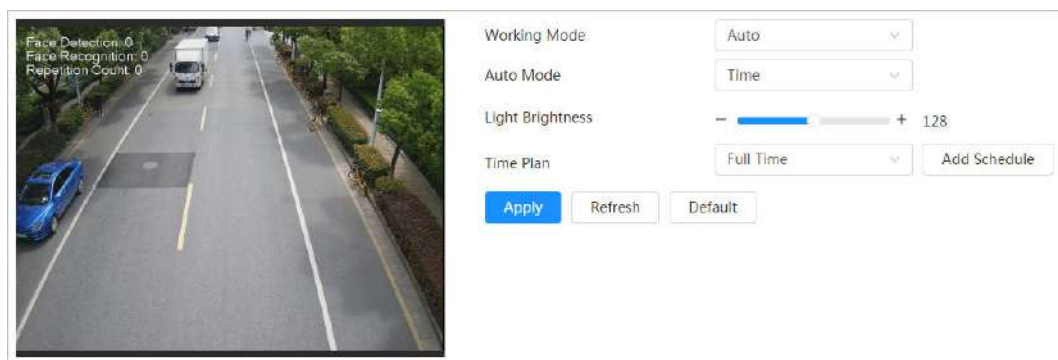 Face Detection: 0
Face Recognition: 0
Repetition Count: 0
Working Mode
Auto
Auto Mode
Time
Light Brightness
− + 128
Time Plan
Full Time
Add Schedule
Apply
Refresh
Default